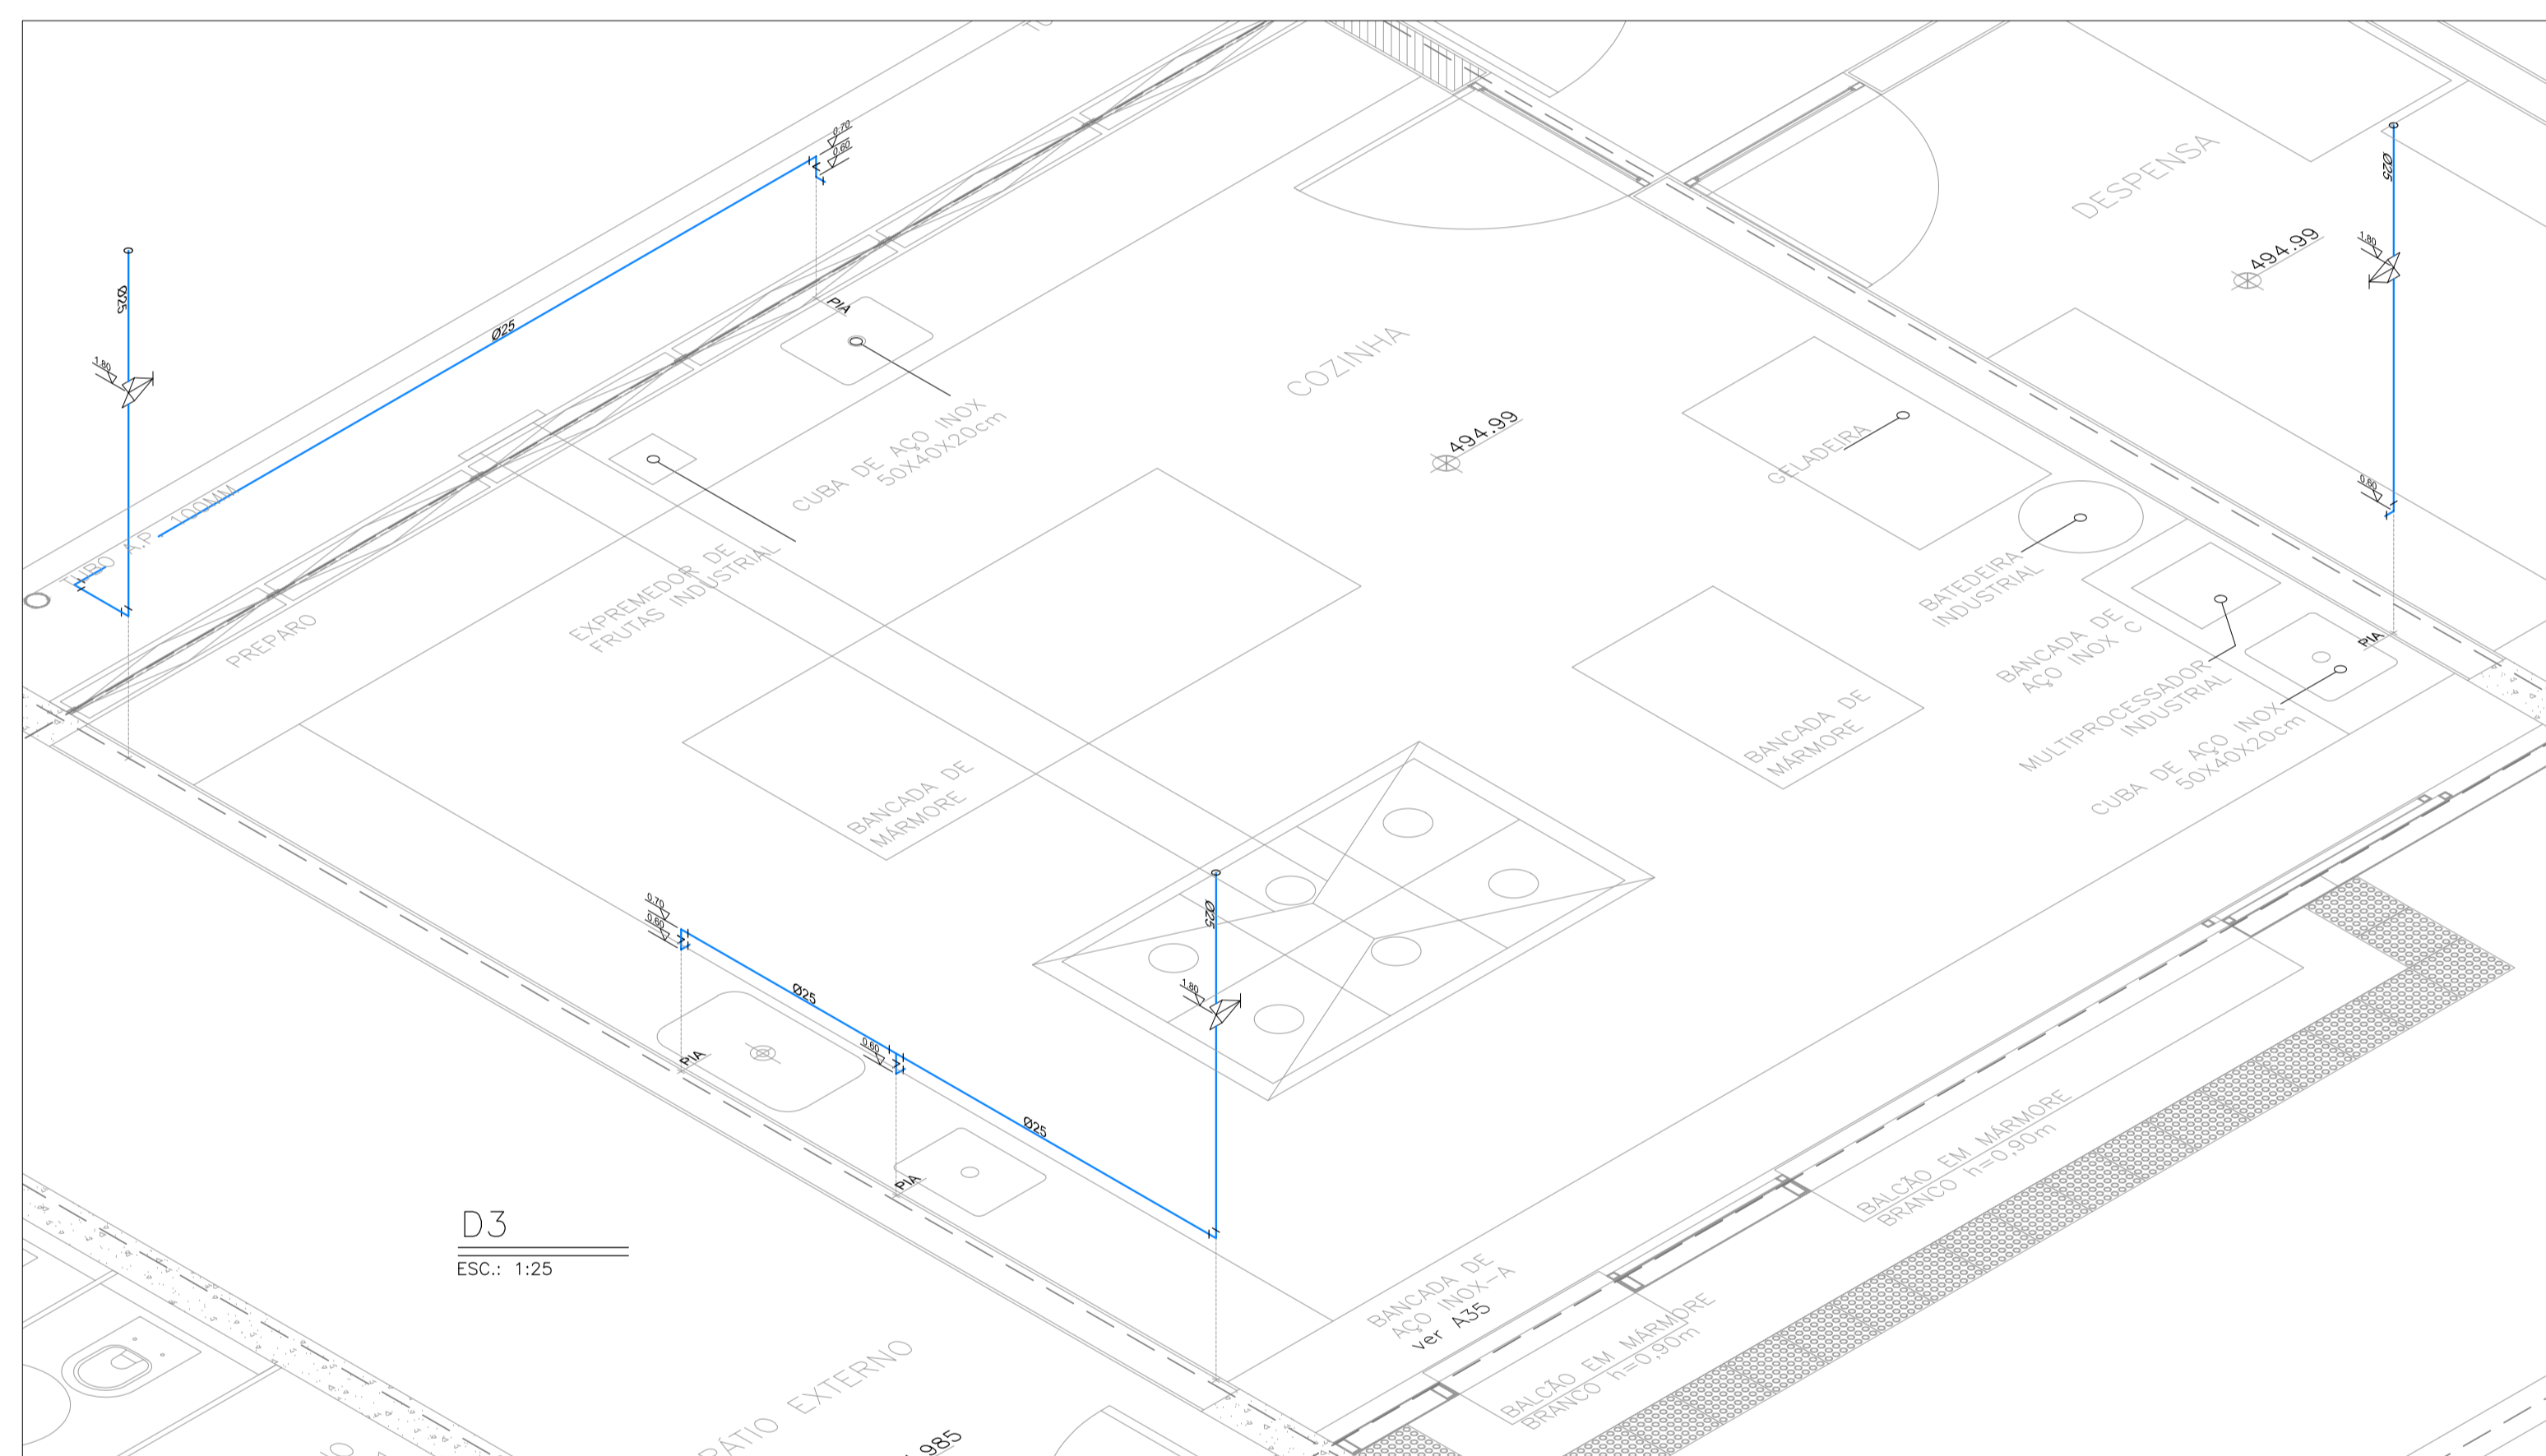 0.70
0.60
Ø25
1.80
Ø25
PIA
TUBO A.P. 100MM
PREPARO
CUBA DE AÇO INOX
50X40X20cm
EXPREMEDOR DE
FRUTAS INDUSTRIAL
COZINHA
494.99
DESPENSA
494.99
Ø25
1.80
0.60
GELADEIRA
BATEDEIRA
INDUSTRIAL
BANCADA DE
AÇO INOX C
MULTIPROCESSADOR
INDUSTRIAL
PIA
CUBA DE AÇO INOX
50X40X20cm
BANCADA DE
MÁRMORE
BANCADA DE
MÁRMORE
0.70
0.60
Ø25
0.60
PIA
Ø25
PIA
Ø25
1.80
D3
ESC.: 1:25
BALCÃO EM MÁRMORE
BRANCO h=0,90m
BANCADA DE
AÇO INOX-A
ver A35
BALCÃO EM MARMORE
BRANCO h=0,90m
PÁTIO EXTERNO
985